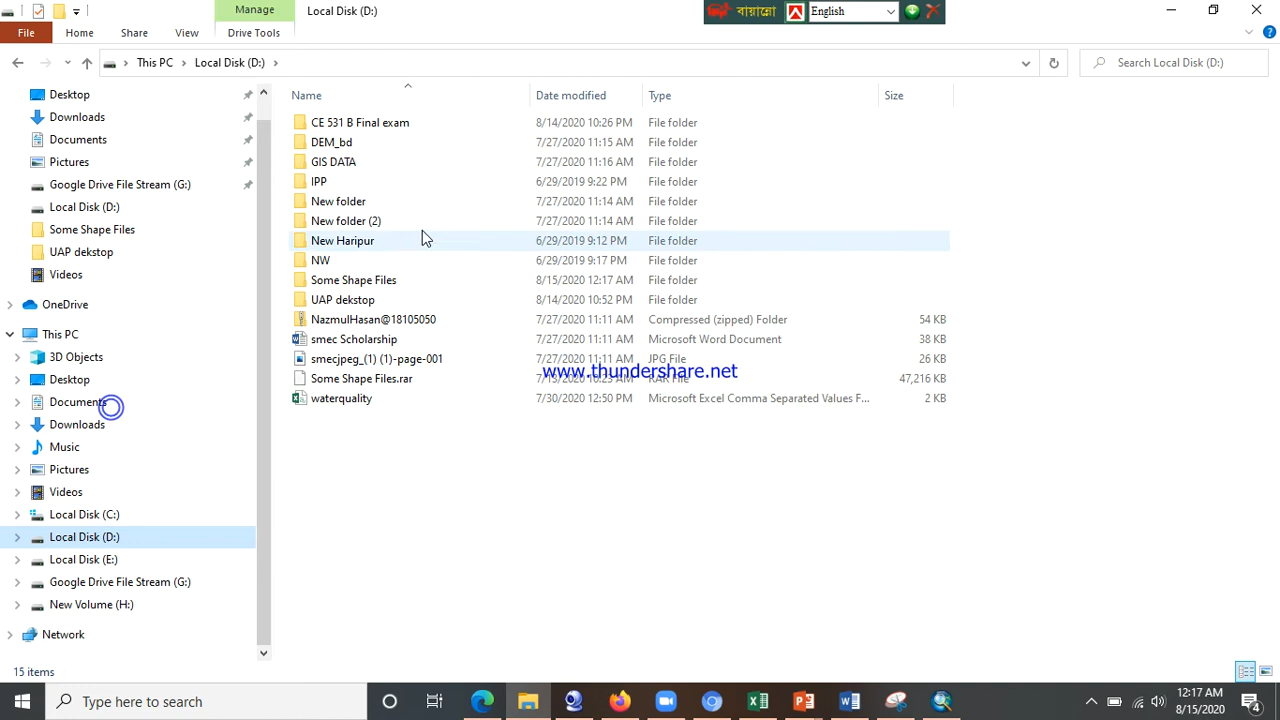 Manage
Local Disk (D:)
বায়ান্নো
English
File
Home
Share
View
Drive Tools
This PC
Local Disk (D:)
Search Local Disk (D:)
Desktop
Downloads
Documents
Pictures
Google Drive File Stream (G:)
Local Disk (D:)
Some Shape Files
UAP dekstop
Videos
OneDrive
This PC
3D Objects
Desktop
Documents
Downloads
Music
Pictures
Videos
Local Disk (C:)
Local Disk (D:)
Local Disk (E:)
Google Drive File Stream (G:)
New Volume (H:)
Network
Name Date modified Type Size
CE 531 B Final exam 8/14/2020 10:26 PM File folder
DEM_bd 7/27/2020 11:15 AM File folder
GIS DATA 7/27/2020 11:16 AM File folder
IPP 6/29/2019 9:22 PM File folder
New folder 7/27/2020 11:14 AM File folder
New folder (2) 7/27/2020 11:14 AM File folder
New Haripur 6/29/2019 9:12 PM File folder
NW 6/29/2019 9:17 PM File folder
Some Shape Files 8/15/2020 12:17 AM File folder
UAP dekstop 8/14/2020 10:52 PM File folder
NazmulHasan@18105050 7/27/2020 11:11 AM Compressed (zipped) Folder 54 KB
smec Scholarship 7/27/2020 11:11 AM Microsoft Word Document 38 KB
smecjpeg_(1) (1)-page-001 7/27/2020 11:11 AM JPG File 26 KB
www.thundershare.net
Some Shape Files.rar 7/15/2020 10:23 AM RAR File 47,216 KB
waterquality 7/30/2020 12:50 PM Microsoft Excel Comma Separated Values F... 2 KB
15 items
Type here to search
12:17 AM
8/15/2020
4